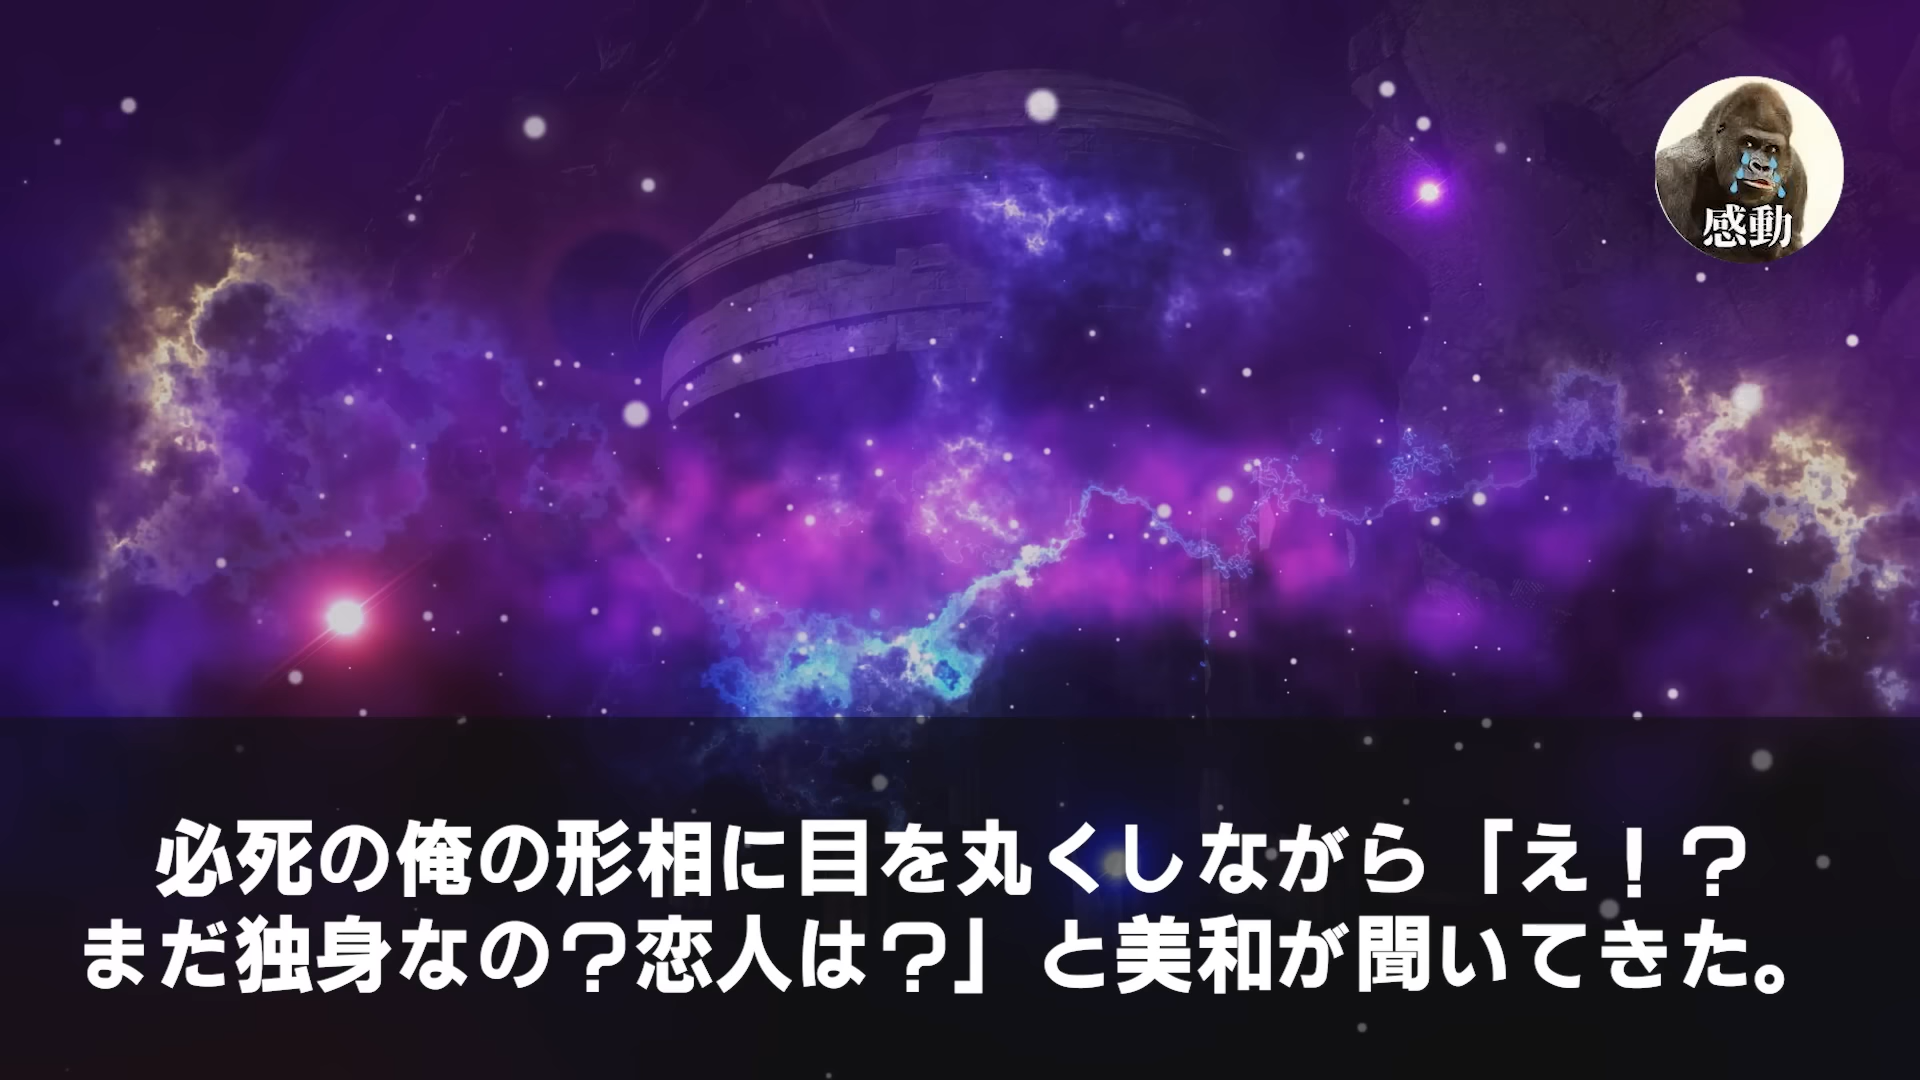 感動
必死の俺の形相に目を丸くしながら「え！？
まだ独身なの？恋人は？」と美和が聞いてきた。